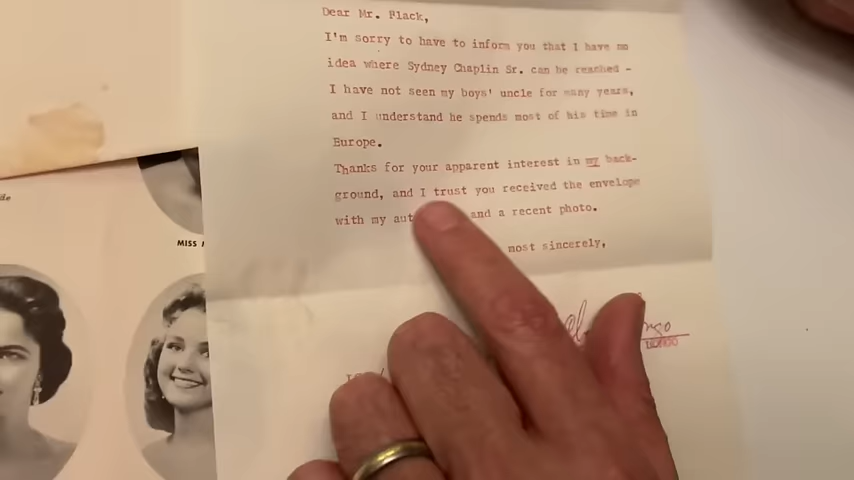 Dear Mr. Flack,
I'm sorry to have to inform you that I have no
idea where Sydney Chaplin Sr. can be reached -
I have not seen my boys' uncle for many years,
and I understand he spends most of his time in
Europe.
Thanks for your apparent interest in my back-
ground, and I trust you received the envelope
with my and a recent photo.
most sincerely,
MISS